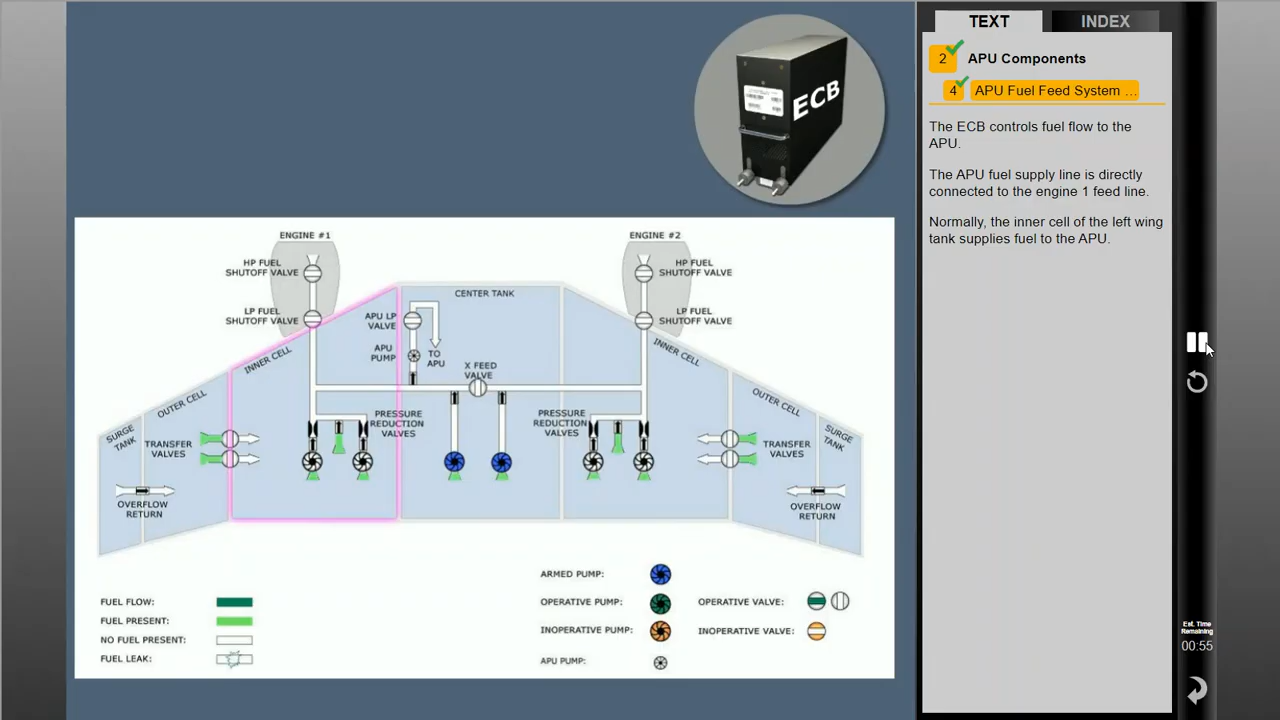 TEXT
INDEX
2
APU Components
4
APU Fuel Feed System ...
The ECB controls fuel flow to the
APU.
The APU fuel supply line is directly
connected to the engine 1 feed line.
Normally, the inner cell of the left wing
tank supplies fuel to the APU.
Est. Time
Remaining
00:55
ECB
ENGINE #1
ENGINE #2
HP FUEL
SHUTOFF VALVE
HP FUEL
SHUTOFF VALVE
LP FUEL
SHUTOFF VALVE
LP FUEL
SHUTOFF VALVE
CENTER TANK
APU LP
VALVE
APU
PUMP
TO
APU
X FEED
VALVE
INNER CELL
INNER CELL
OUTER CELL
OUTER CELL
SURGE
TANK
SURGE
TANK
TRANSFER
VALVES
PRESSURE
REDUCTION
VALVES
PRESSURE
REDUCTION
VALVES
TRANSFER
VALVES
OVERFLOW
RETURN
OVERFLOW
RETURN
FUEL FLOW:
FUEL PRESENT:
NO FUEL PRESENT:
FUEL LEAK:
ARMED PUMP:
OPERATIVE PUMP:
INOPERATIVE PUMP:
APU PUMP:
OPERATIVE VALVE:
INOPERATIVE VALVE: